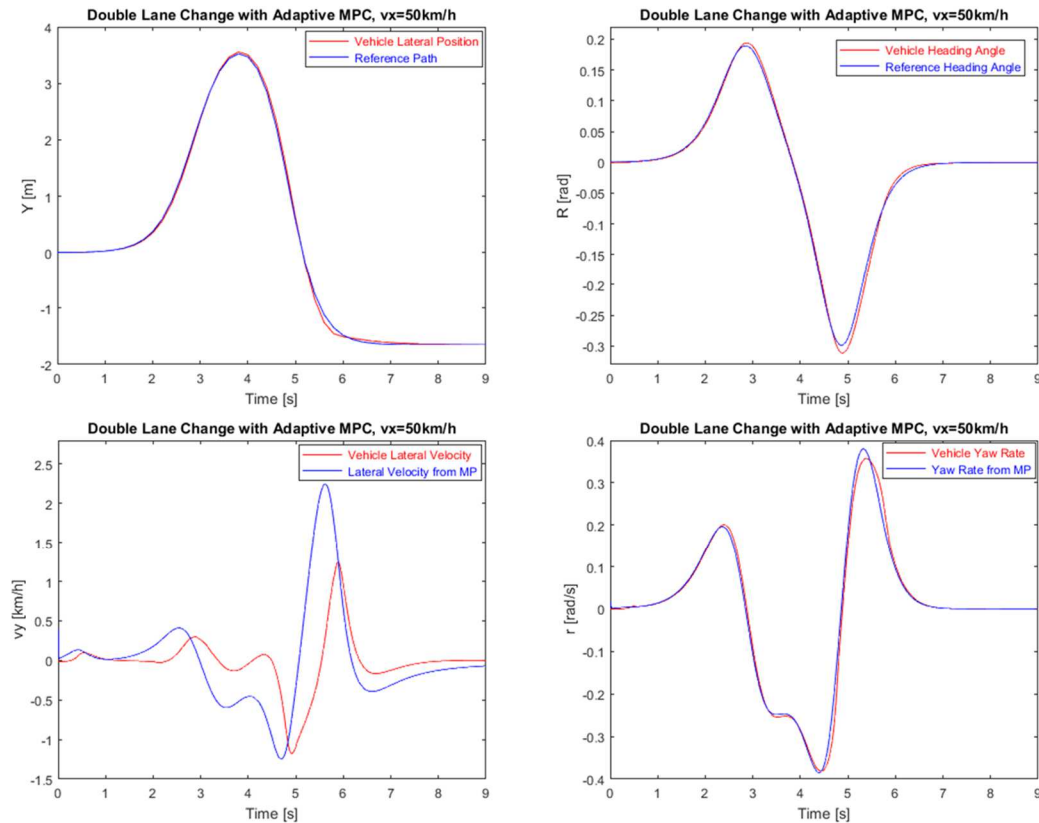 Double Lane Change with Adaptive MPC, vx=50km/h
Vehicle Lateral Position
Reference Path
Y [m]
4
3
2
1
0
-1
-2
0 1 2 3 4 5 6 7 8 9
Time [s]
Double Lane Change with Adaptive MPC, vx=50km/h
Vehicle Heading Angle
Reference Heading Angle
R [rad]
0.2
0.15
0.1
0.05
0
-0.05
-0.1
-0.15
-0.2
-0.25
-0.3
0 1 2 3 4 5 6 7 8 9
Time [s]
Double Lane Change with Adaptive MPC, vx=50km/h
Vehicle Lateral Velocity
Lateral Velocity from MP
vy [km/h]
2.5
2
1.5
1
0.5
0
-0.5
-1
-1.5
0 1 2 3 4 5 6 7 8 9
Time [s]
Double Lane Change with Adaptive MPC, vx=50km/h
Vehicle Yaw Rate
Yaw Rate from MP
r [rad/s]
0.4
0.3
0.2
0.1
0
-0.1
-0.2
-0.3
-0.4
0 1 2 3 4 5 6 7 8 9
Time [s]